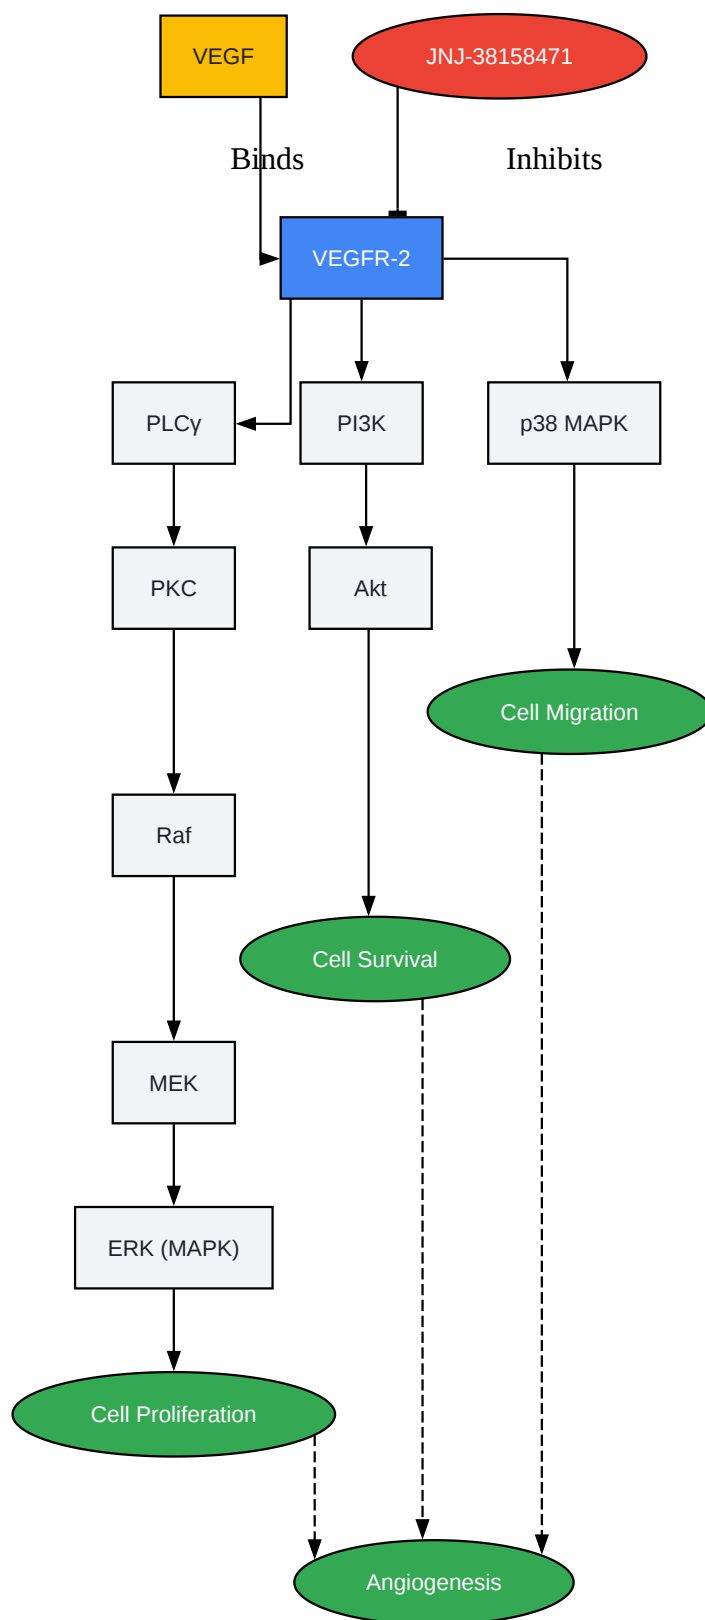 VEGF
JNJ-38158471
Binds
Inhibits
VEGFR-2
PLCγ
PI3K
p38 MAPK
PKC
Akt
Cell Migration
Raf
Cell Survival
MEK
ERK (MAPK)
Cell Proliferation
Angiogenesis